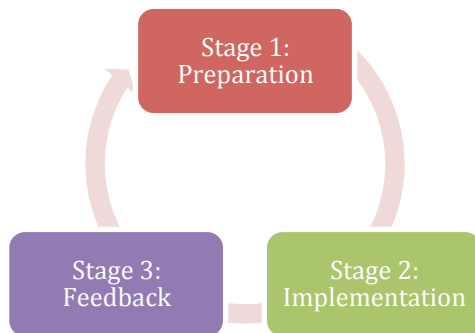 Stage 1:
Preparation
Stage 2:
Implementation
Stage 3:
Feedback